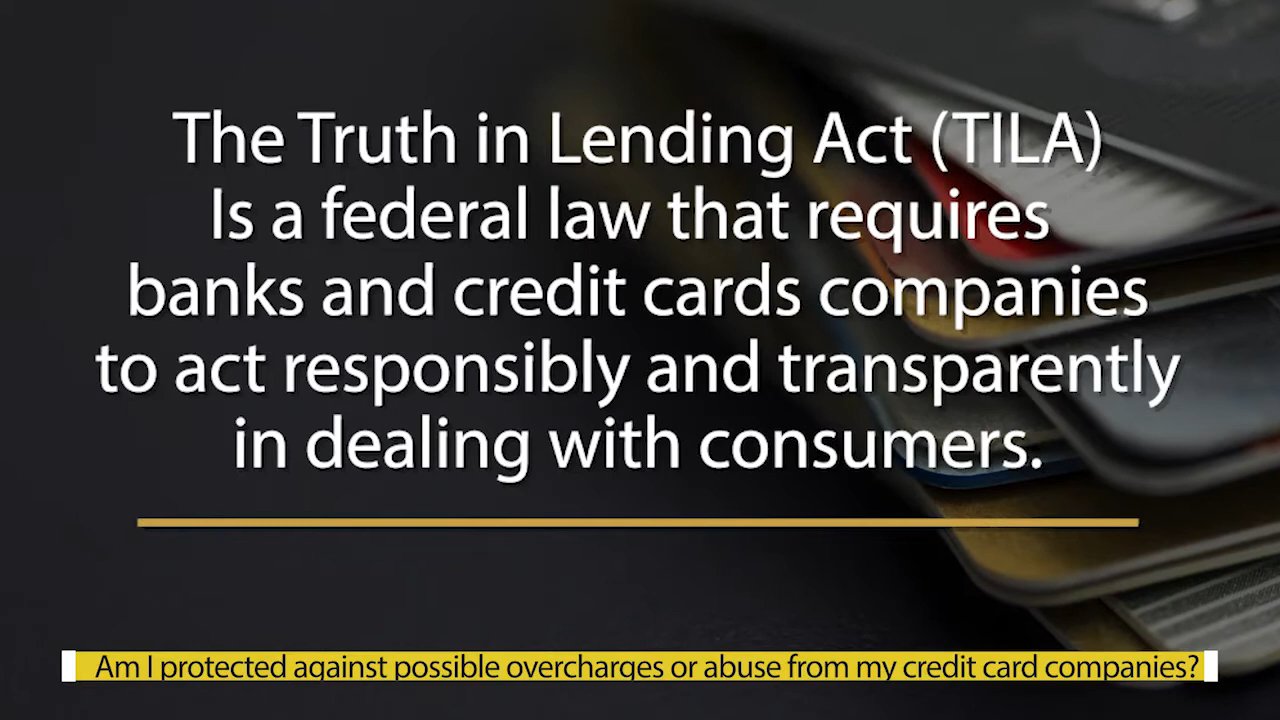 The Truth in Lending Act (TILA)
Is a federal law that requires
banks and credit cards companies
to act responsibly and transparently
in dealing with consumers.
Am I protected against possible overcharges or abuse from my credit card companies?